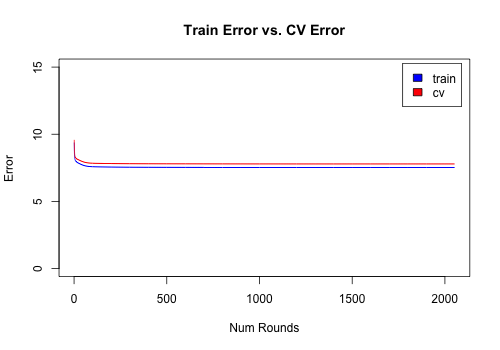 Train Error vs. CV Error
train
cv
Error
15
10
5
0
0 500 1000 1500 2000
Num Rounds